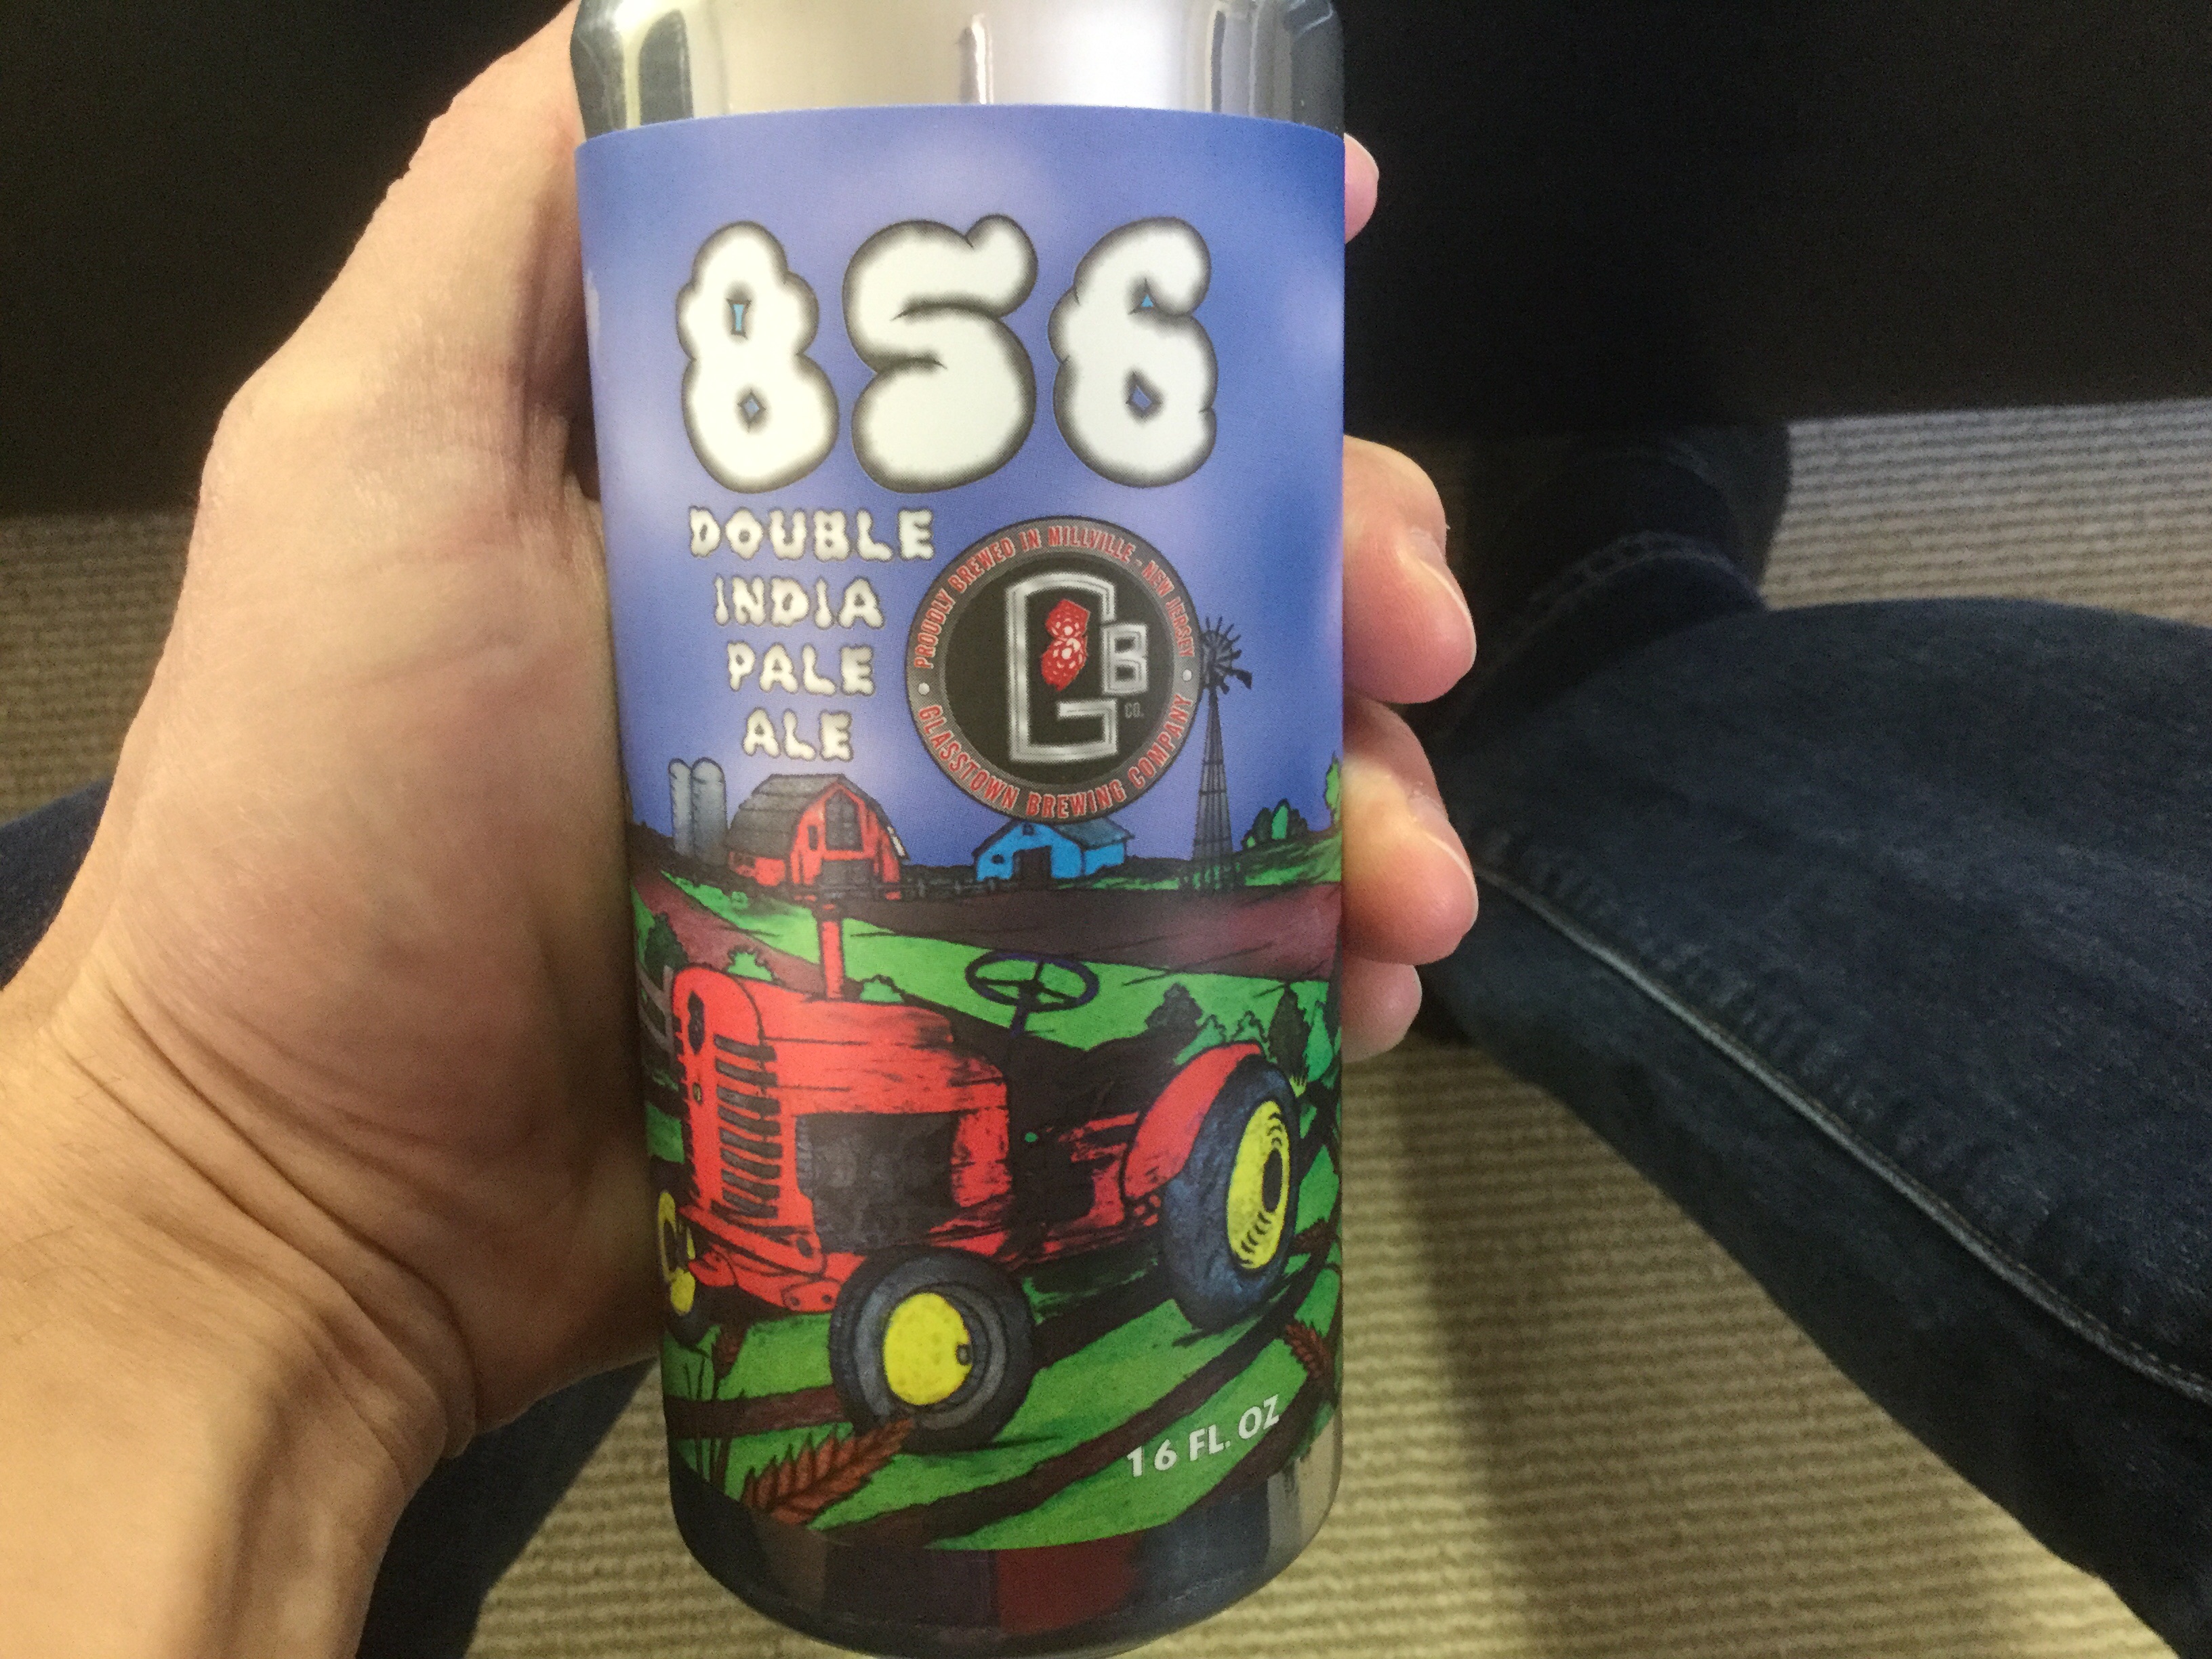 856
DOUBLE
INDIA
PALE
ALE
PROUDLY BREWED IN MILLVILLE - NEW JERSEY
GB
CO.
GLASSTOWN BREWING COMPANY
16 FL. OZ